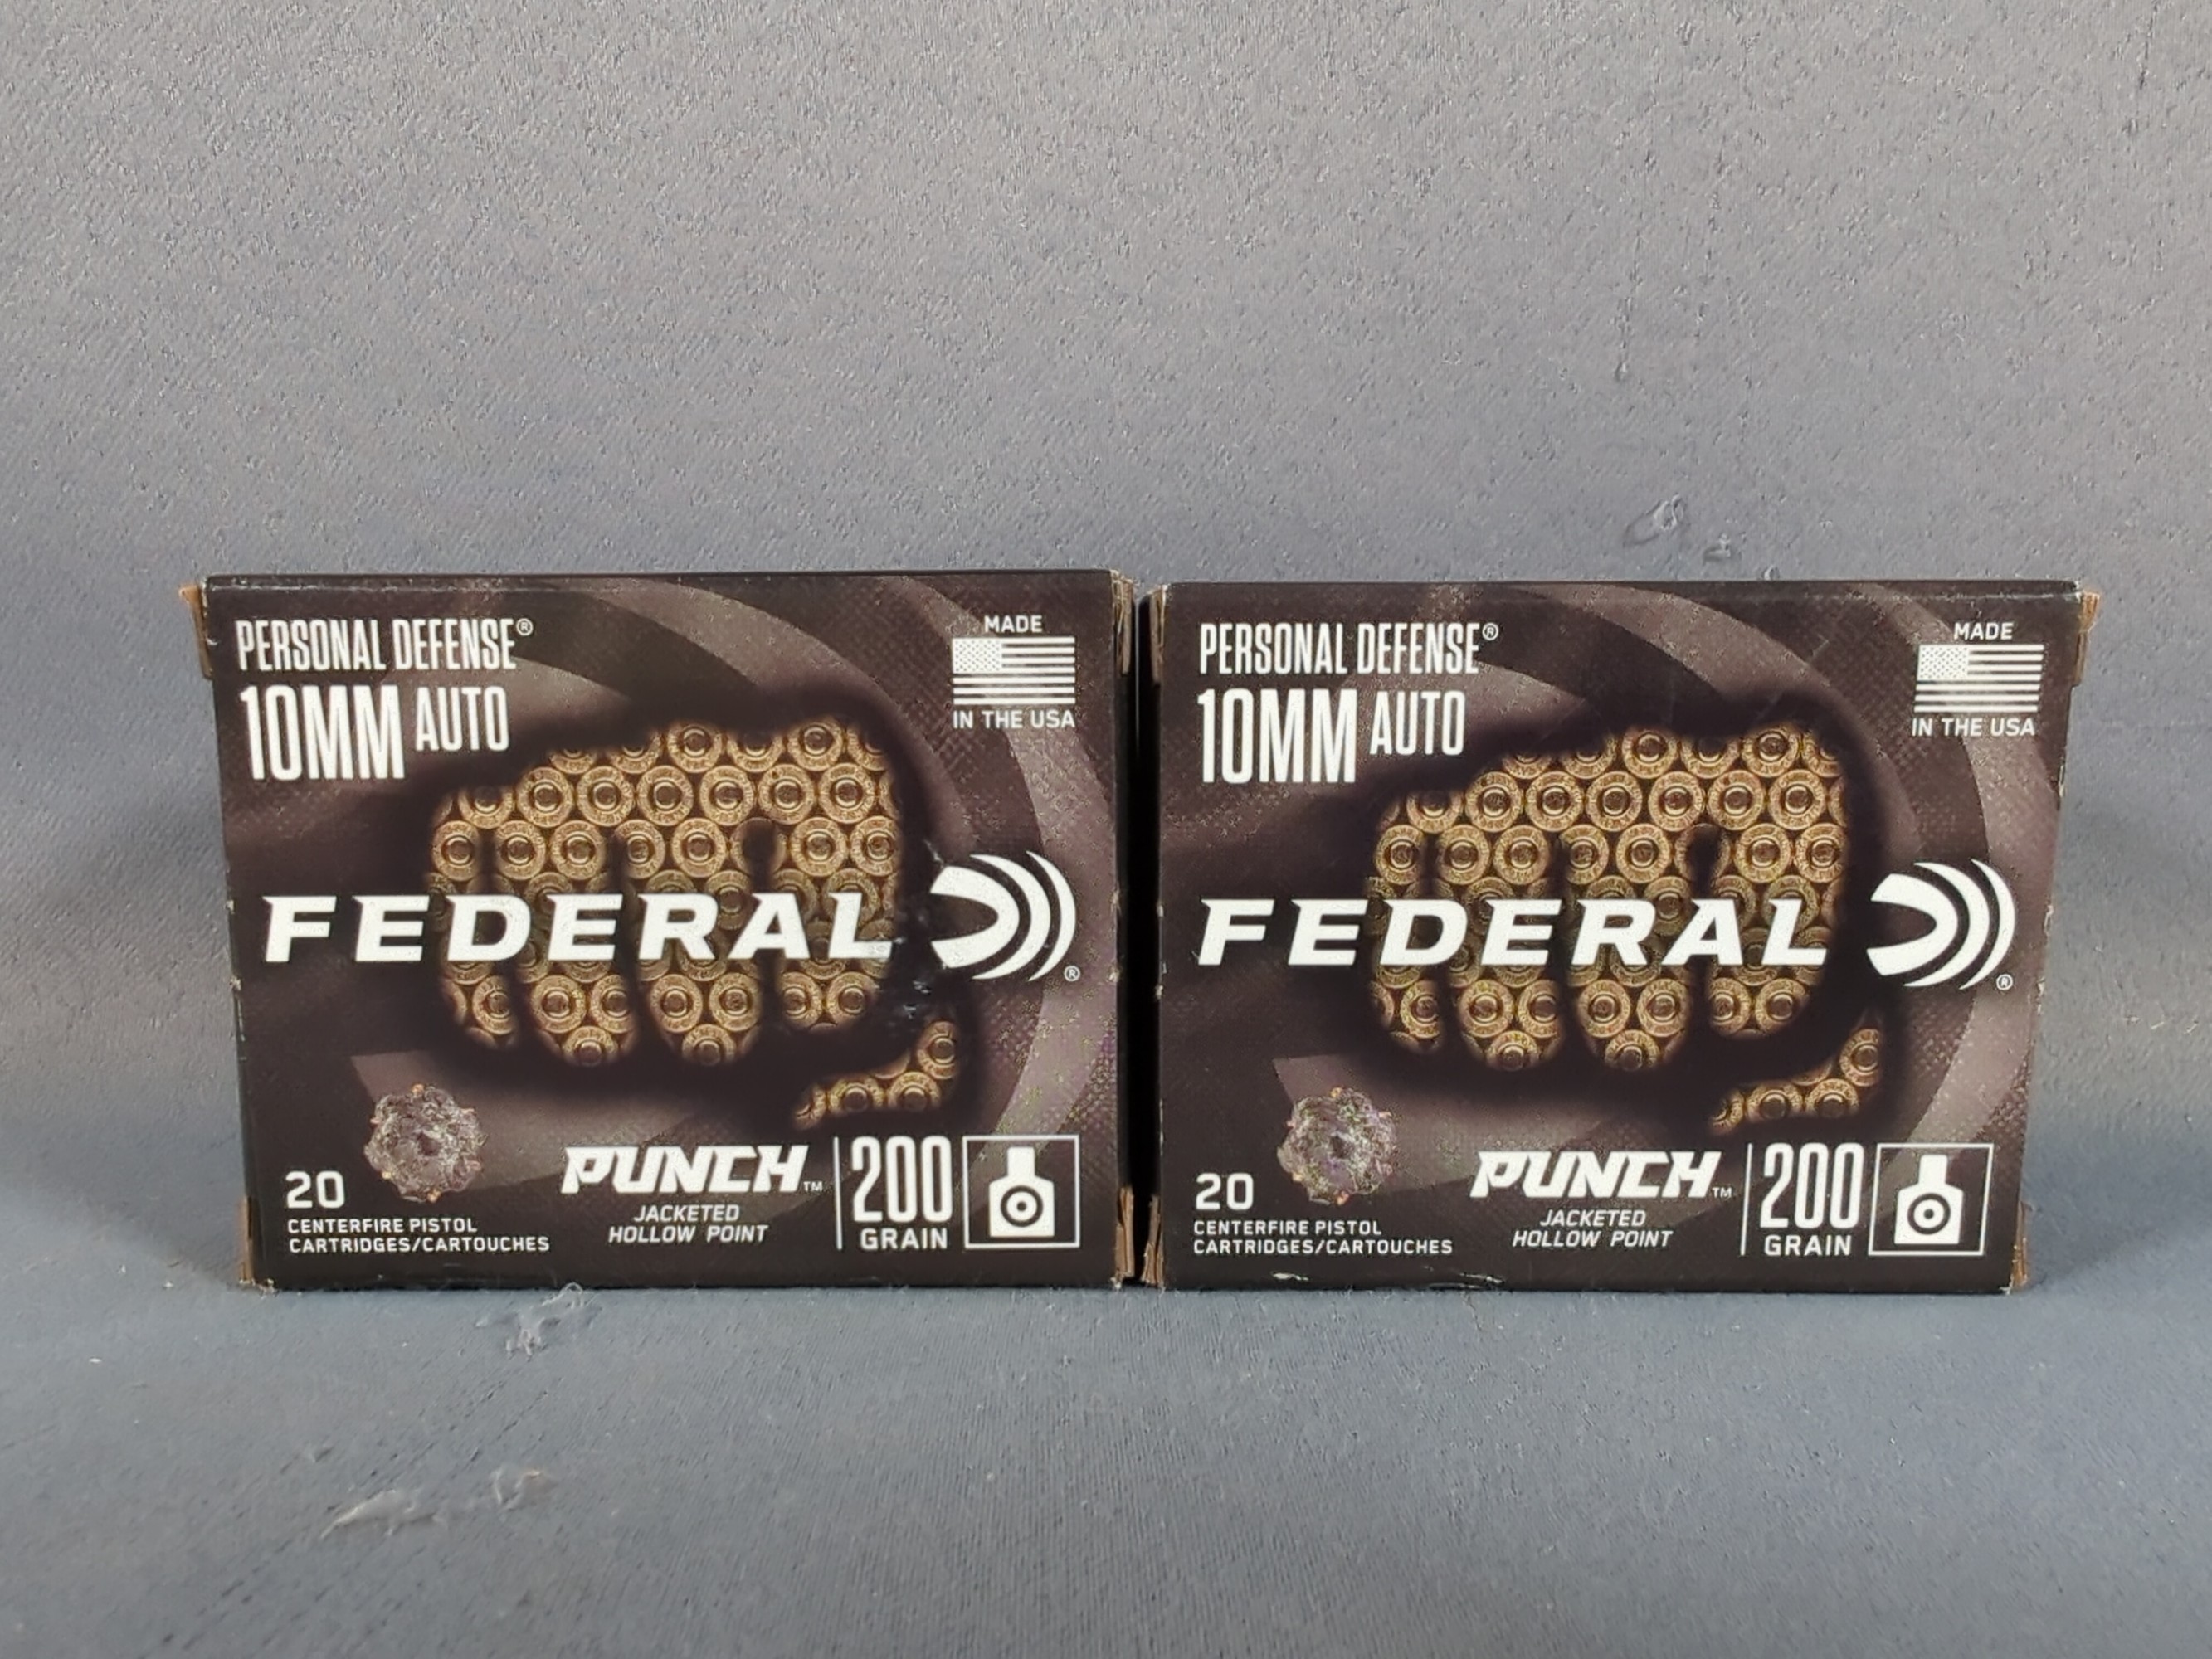 PERSONAL DEFENSE®
10MM AUTO
MADE
IN THE USA
FEDERAL®
20
CENTERFIRE PISTOL
CARTRIDGES/CARTOUCHES
PUNCH™
JACKETED
HOLLOW POINT
200
GRAIN
PERSONAL DEFENSE®
10MM AUTO
MADE
IN THE USA
FEDERAL®
20
CENTERFIRE PISTOL
CARTRIDGES/CARTOUCHES
PUNCH™
JACKETED
HOLLOW POINT
200
GRAIN